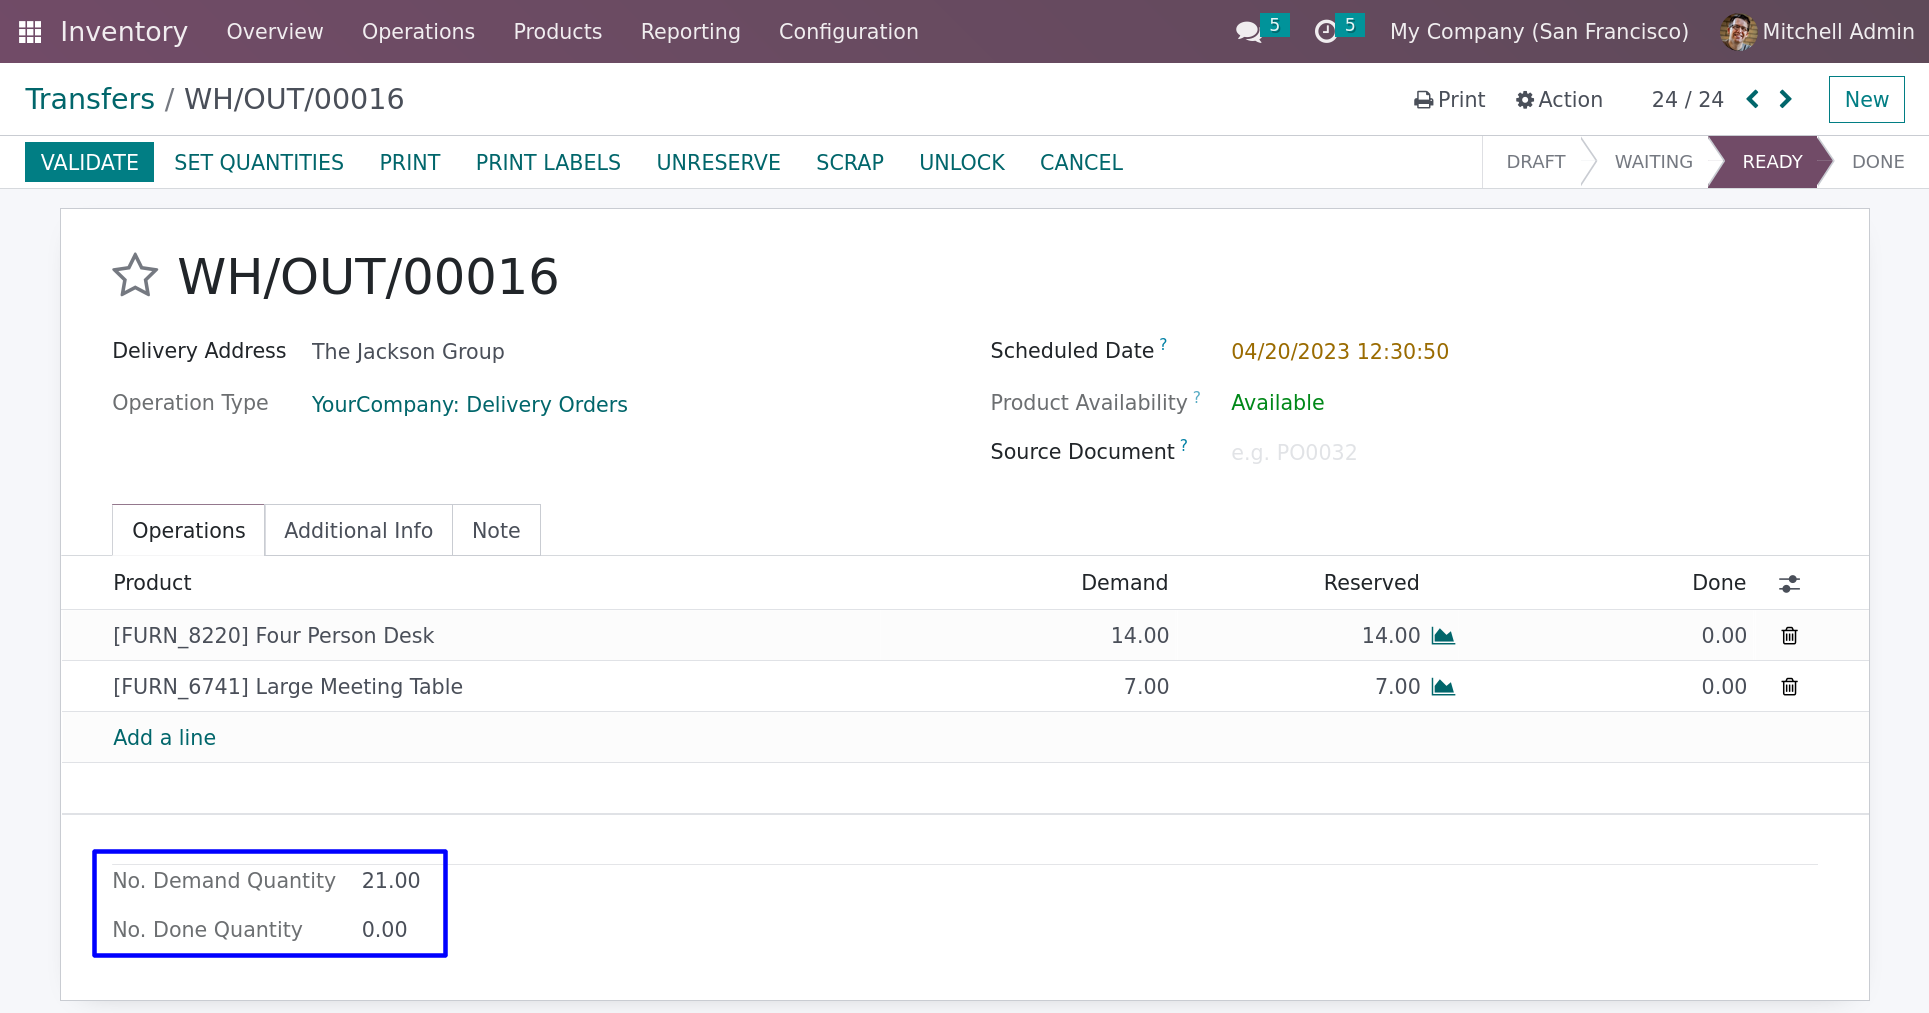 Inventory Overview Operations Products Reporting Configuration 5 5 My Company (San Francisco) Mitchell Admin
Transfers / WH/OUT/00016 Print Action 24 / 24 New
VALIDATE SET QUANTITIES PRINT PRINT LABELS UNRESERVE SCRAP UNLOCK CANCEL DRAFT WAITING READY DONE
WH/OUT/00016
Delivery Address The Jackson Group Scheduled Date ? 04/20/2023 12:30:50
Operation Type YourCompany: Delivery Orders Product Availability ? Available
Source Document ? e.g. PO0032
Operations Additional Info Note
Product Demand Reserved Done
[FURN_8220] Four Person Desk 14.00 14.00 0.00
[FURN_6741] Large Meeting Table 7.00 7.00 0.00
Add a line
No. Demand Quantity 21.00
No. Done Quantity 0.00